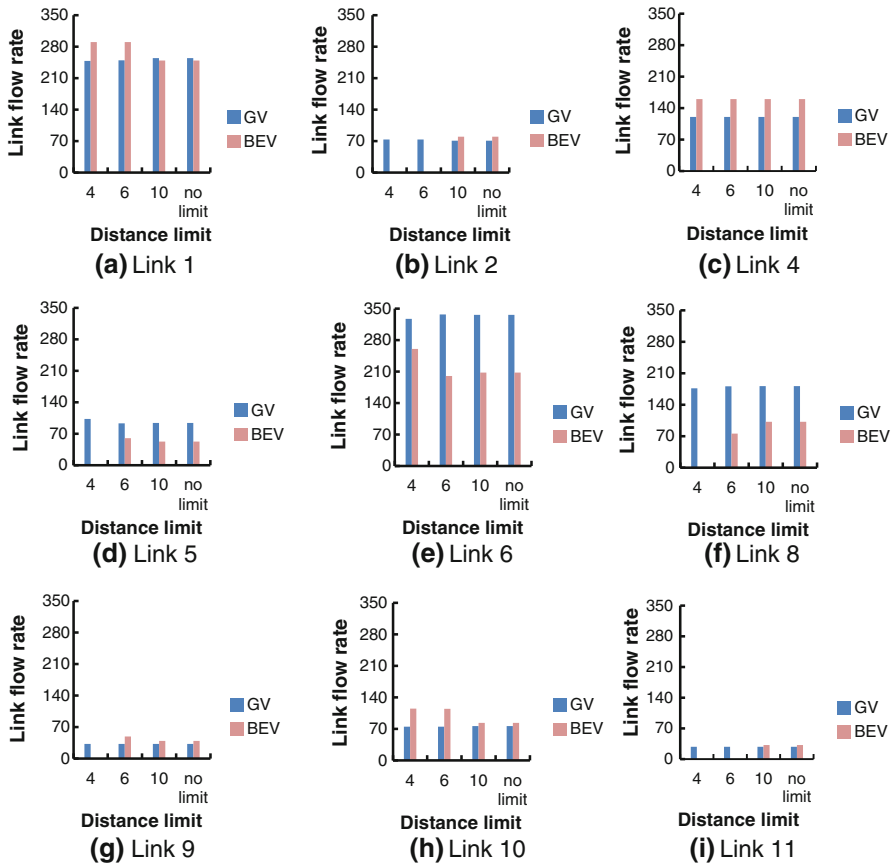 Link flow rate
350
280
210
140
70
0
4 6 10 no limit
Distance limit
GV
BEV
(a) Link 1
Link flow rate
350
280
210
140
70
0
4 6 10 no limit
Distance limit
GV
BEV
(b) Link 2
Link flow rate
350
280
210
140
70
0
4 6 10 no limit
Distance limit
GV
BEV
(c) Link 4
Link flow rate
350
280
210
140
70
0
4 6 10 no limit
Distance limit
GV
BEV
(d) Link 5
Link flow rate
350
280
210
140
70
0
4 6 10 no limit
Distance limit
GV
BEV
(e) Link 6
Link flow rate
350
280
210
140
70
0
4 6 10 no limit
Distance limit
GV
BEV
(f) Link 8
Link flow rate
350
280
210
140
70
0
4 6 10 no limit
Distance limit
GV
BEV
(g) Link 9
Link flow rate
350
280
210
140
70
0
4 6 10 no limit
Distance limit
GV
BEV
(h) Link 10
Link flow rate
350
280
210
140
70
0
4 6 10 no limit
Distance limit
GV
BEV
(i) Link 11